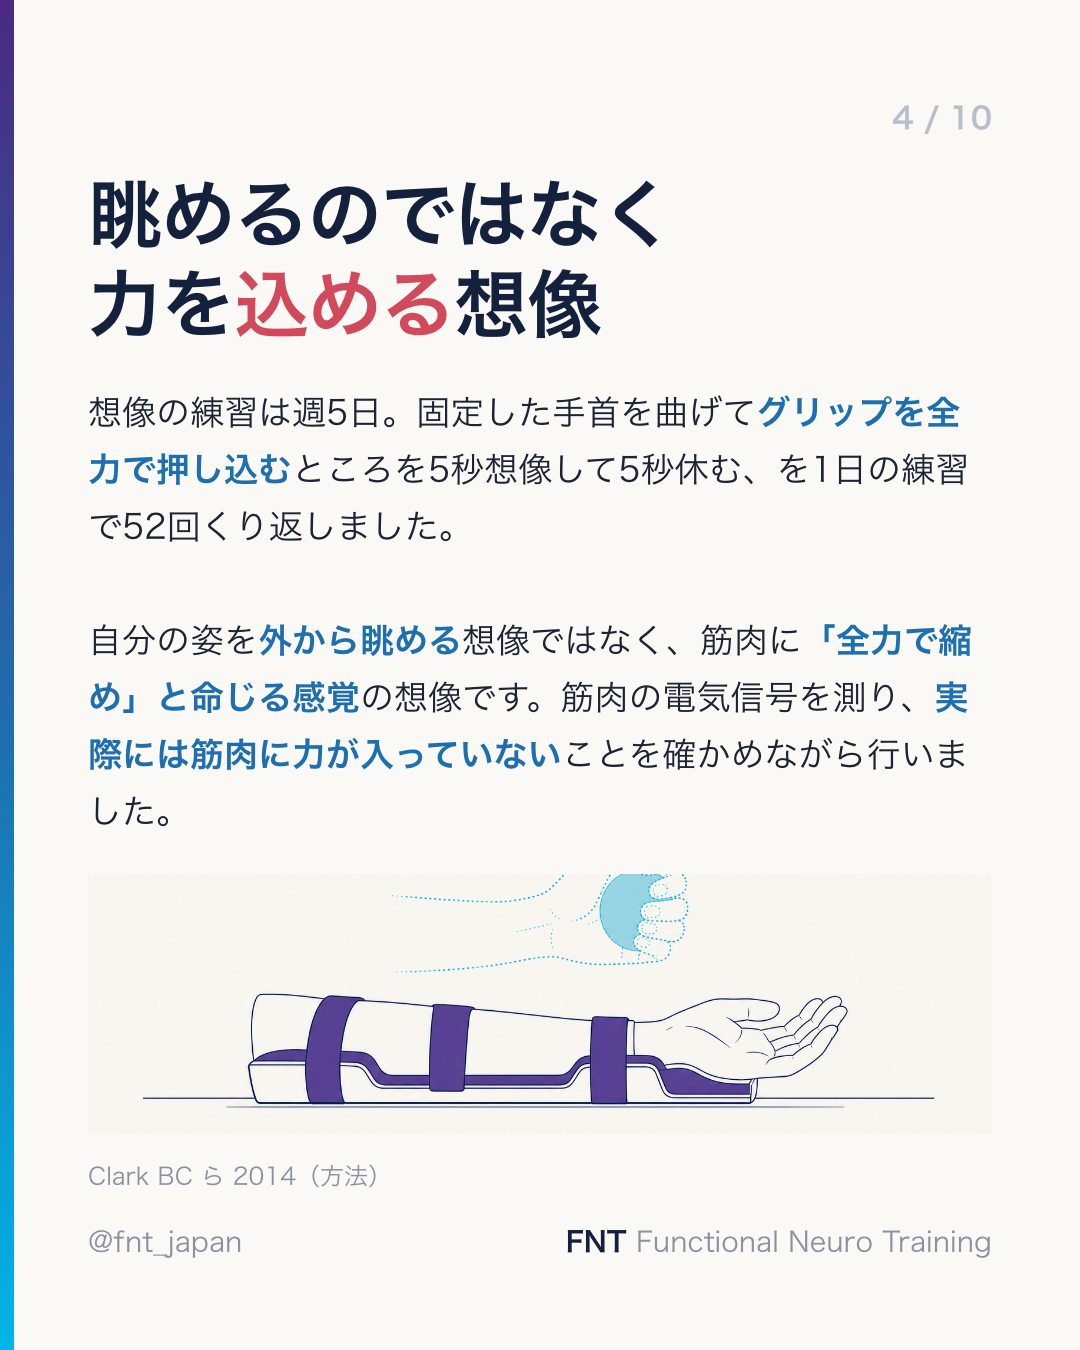 4 / 10
眺めるのではなく
力を込める想像
想像の練習は週5日。固定した手首を曲げてグリップを全
力で押し込むところを5秒想像して5秒休む、を1日の練習
で52回くり返しました。
自分の姿を外から眺める想像ではなく、筋肉に「全力で縮
め」と命じる感覚の想像です。筋肉の電気信号を測り、実
際には筋肉に力が入っていないことを確かめながら行いま
した。
Clark BC ら 2014（方法）
@fnt_japan
FNT Functional Neuro Training